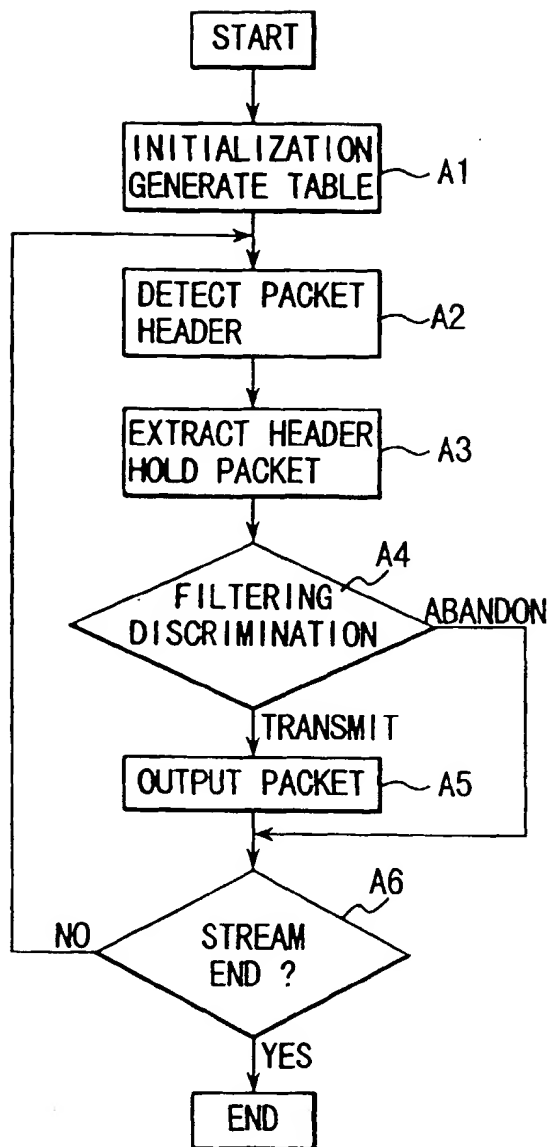 START
INITIALIZATION
GENERATE TABLE
A1
DETECT PACKET
HEADER
A2
EXTRACT HEADER
HOLD PACKET
A3
A4
FILTERING
DISCRIMINATION
ABANDON
TRANSMIT
OUTPUT PACKET
A5
A6
NO
STREAM
END ?
YES
END